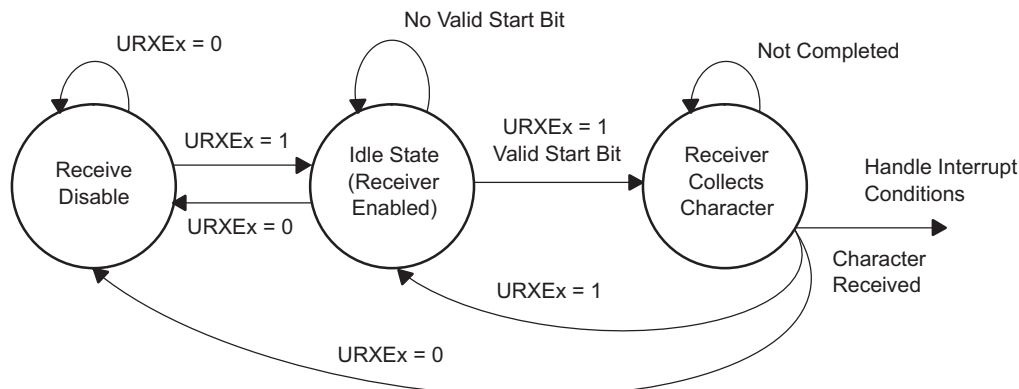 No Valid Start Bit
URXEx = 0
Not Completed
URXEx = 1
URXEx = 1
Valid Start Bit
Receive
Disable
Idle State
(Receiver
Enabled)
Receiver
Collects
Character
Handle Interrupt
Conditions
URXEx = 0
Character
Received
URXEx = 1
URXEx = 0